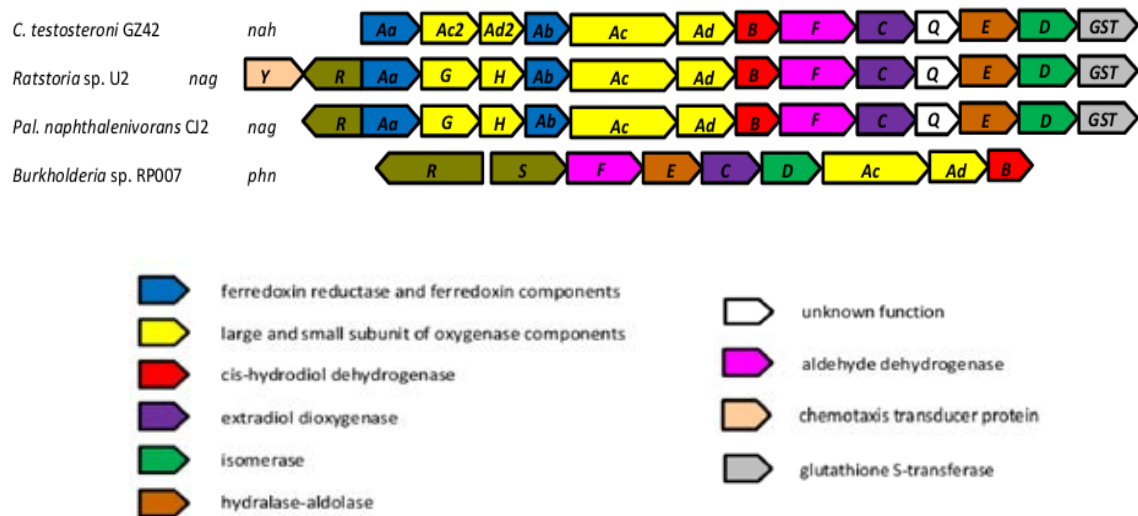 C. testosteroni GZ42 nah Aa Ac2 Ad2 Ab Ac Ad B F C Q E D GST
Ratstoria sp. U2 nag Y R Aa G H Ab Ac Ad B F C Q E D GST
Pal. naphthalenivorans CJ2 nag R Aa G H Ab Ac Ad B F C Q E D GST
Burkholderia sp. RP007 phn R S F E C D Ac Ad B
ferredoxin reductase and ferredoxin components
large and small subunit of oxygenase components
cis-hydrodiol dehydrogenase
extradiol dioxygenase
isomerase
hydralase-aldolase
unknown function
aldehyde dehydrogenase
chemotaxis transducer protein
glutathione S-transferase